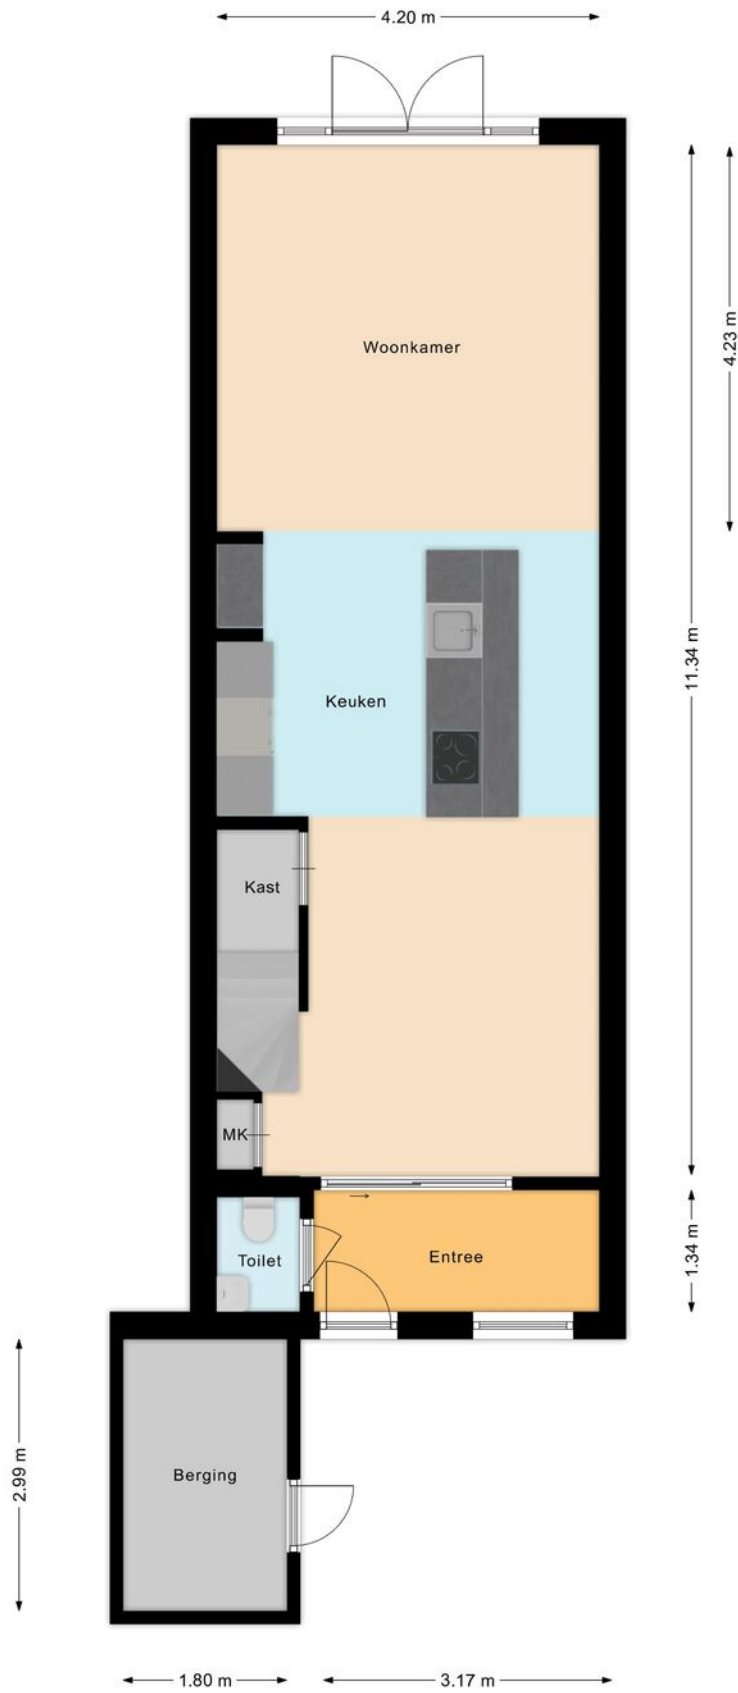 4.20 m
Woonkamer
4.23 m
11.34 m
Keuken
Kast
MK
Toilet
Entree
1.34 m
Berging
2.99 m
1.80 m
3.17 m